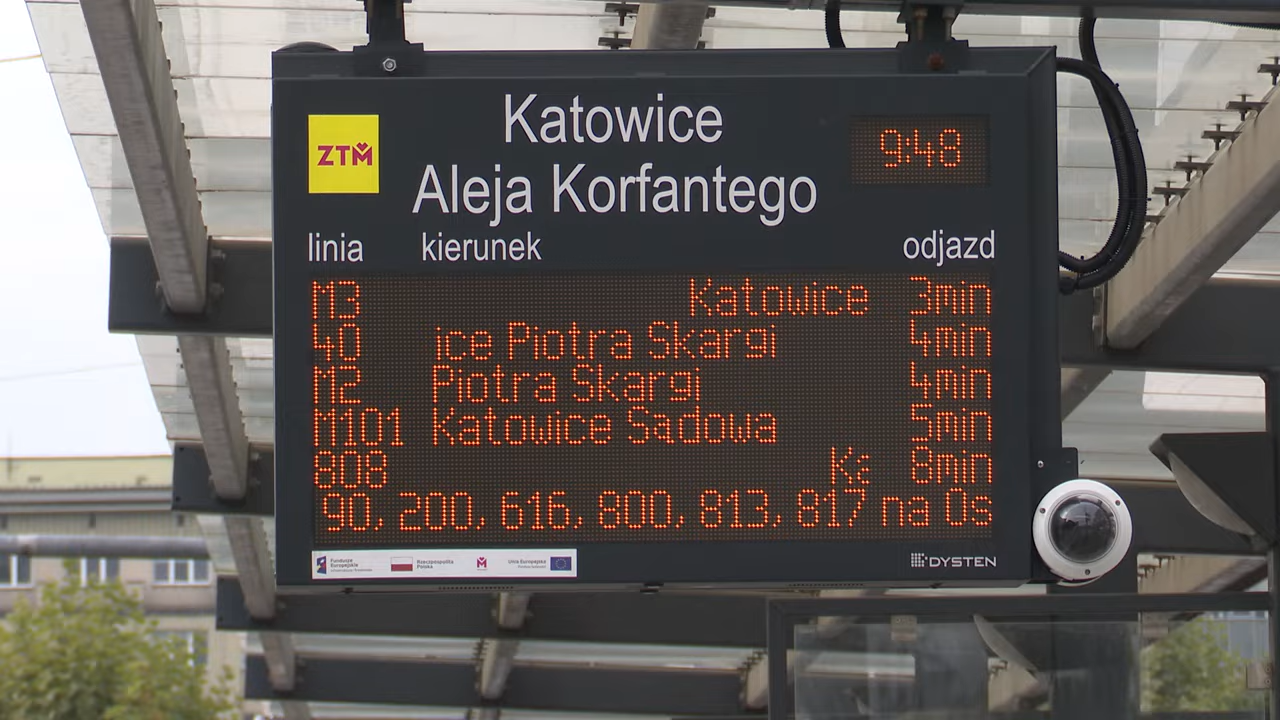 Katowice
Aleja Korfantego
ZTM
9:48
linia kierunek odjazd
M3 Katowice 3min
40 ice Piotra Skargi 4min
M2 Piotra Skargi 4min
M101 Katowice Sądowa 5min
808 Ka 8min
90, 200, 616, 800, 813, 817 na Os
Fundusze Europejskie
Rzeczpospolita Polska
Unia Europejska
DYSTEN